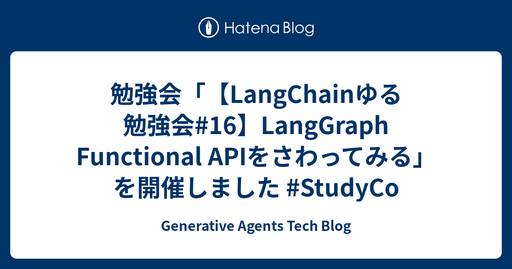 Hatena Blog
勉強会「【LangChainゆる
勉強会#16】LangGraph
Functional APIをさわってみる」
を開催しました #StudyCo
Generative Agents Tech Blog